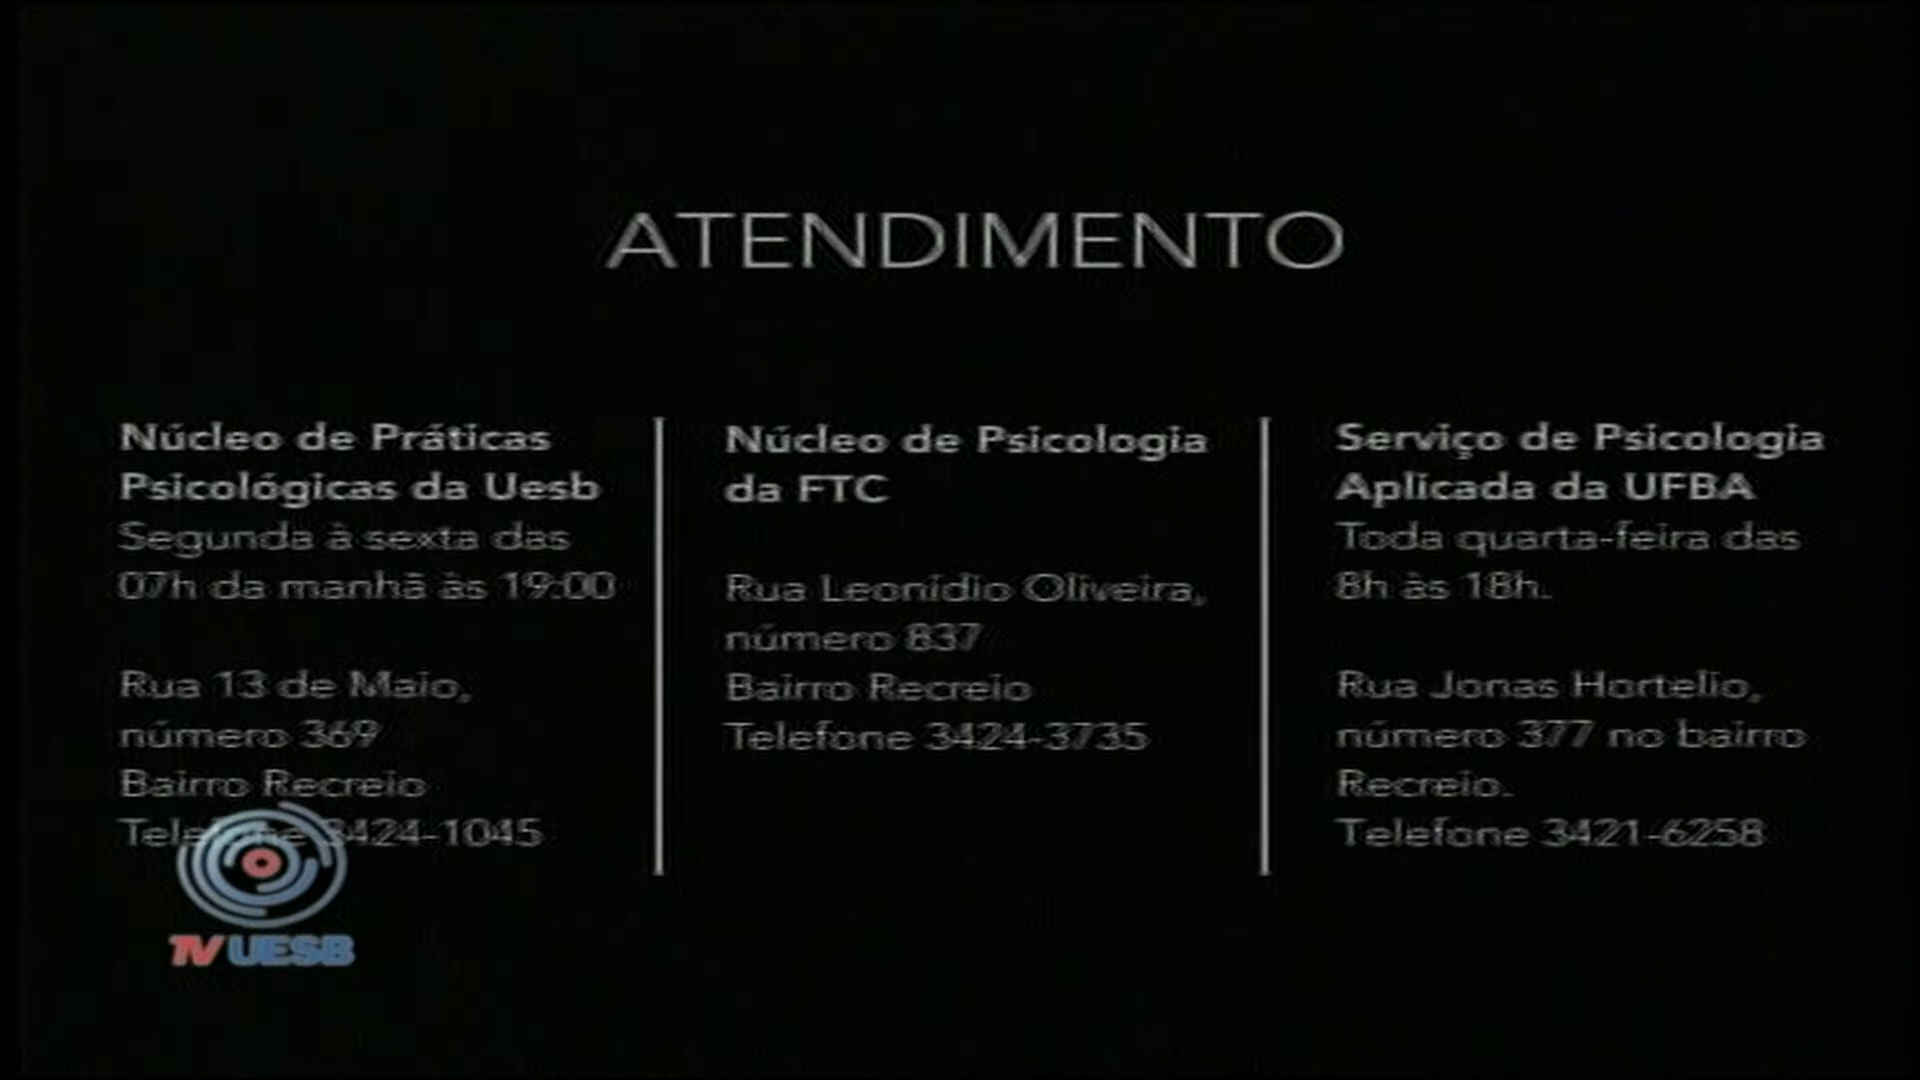 ATENDIMENTO
Núcleo de Práticas
Psicológicas da Uesb
Segunda à sexta das
07h da manhã às 19:00
Rua 13 de Maio,
número 369
Bairro Recreio
Telefone 3424-1045
Núcleo de Psicologia
da FTC
Rua Leonídio Oliveira,
número 837
Bairro Recreio
Telefone 3424-3735
Serviço de Psicologia
Aplicada da UFBA
Toda quarta-feira das
8h às 18h.
Rua Jonas Hortelio,
número 377 no bairro
Recreio.
Telefone 3421-6258
TV UESB